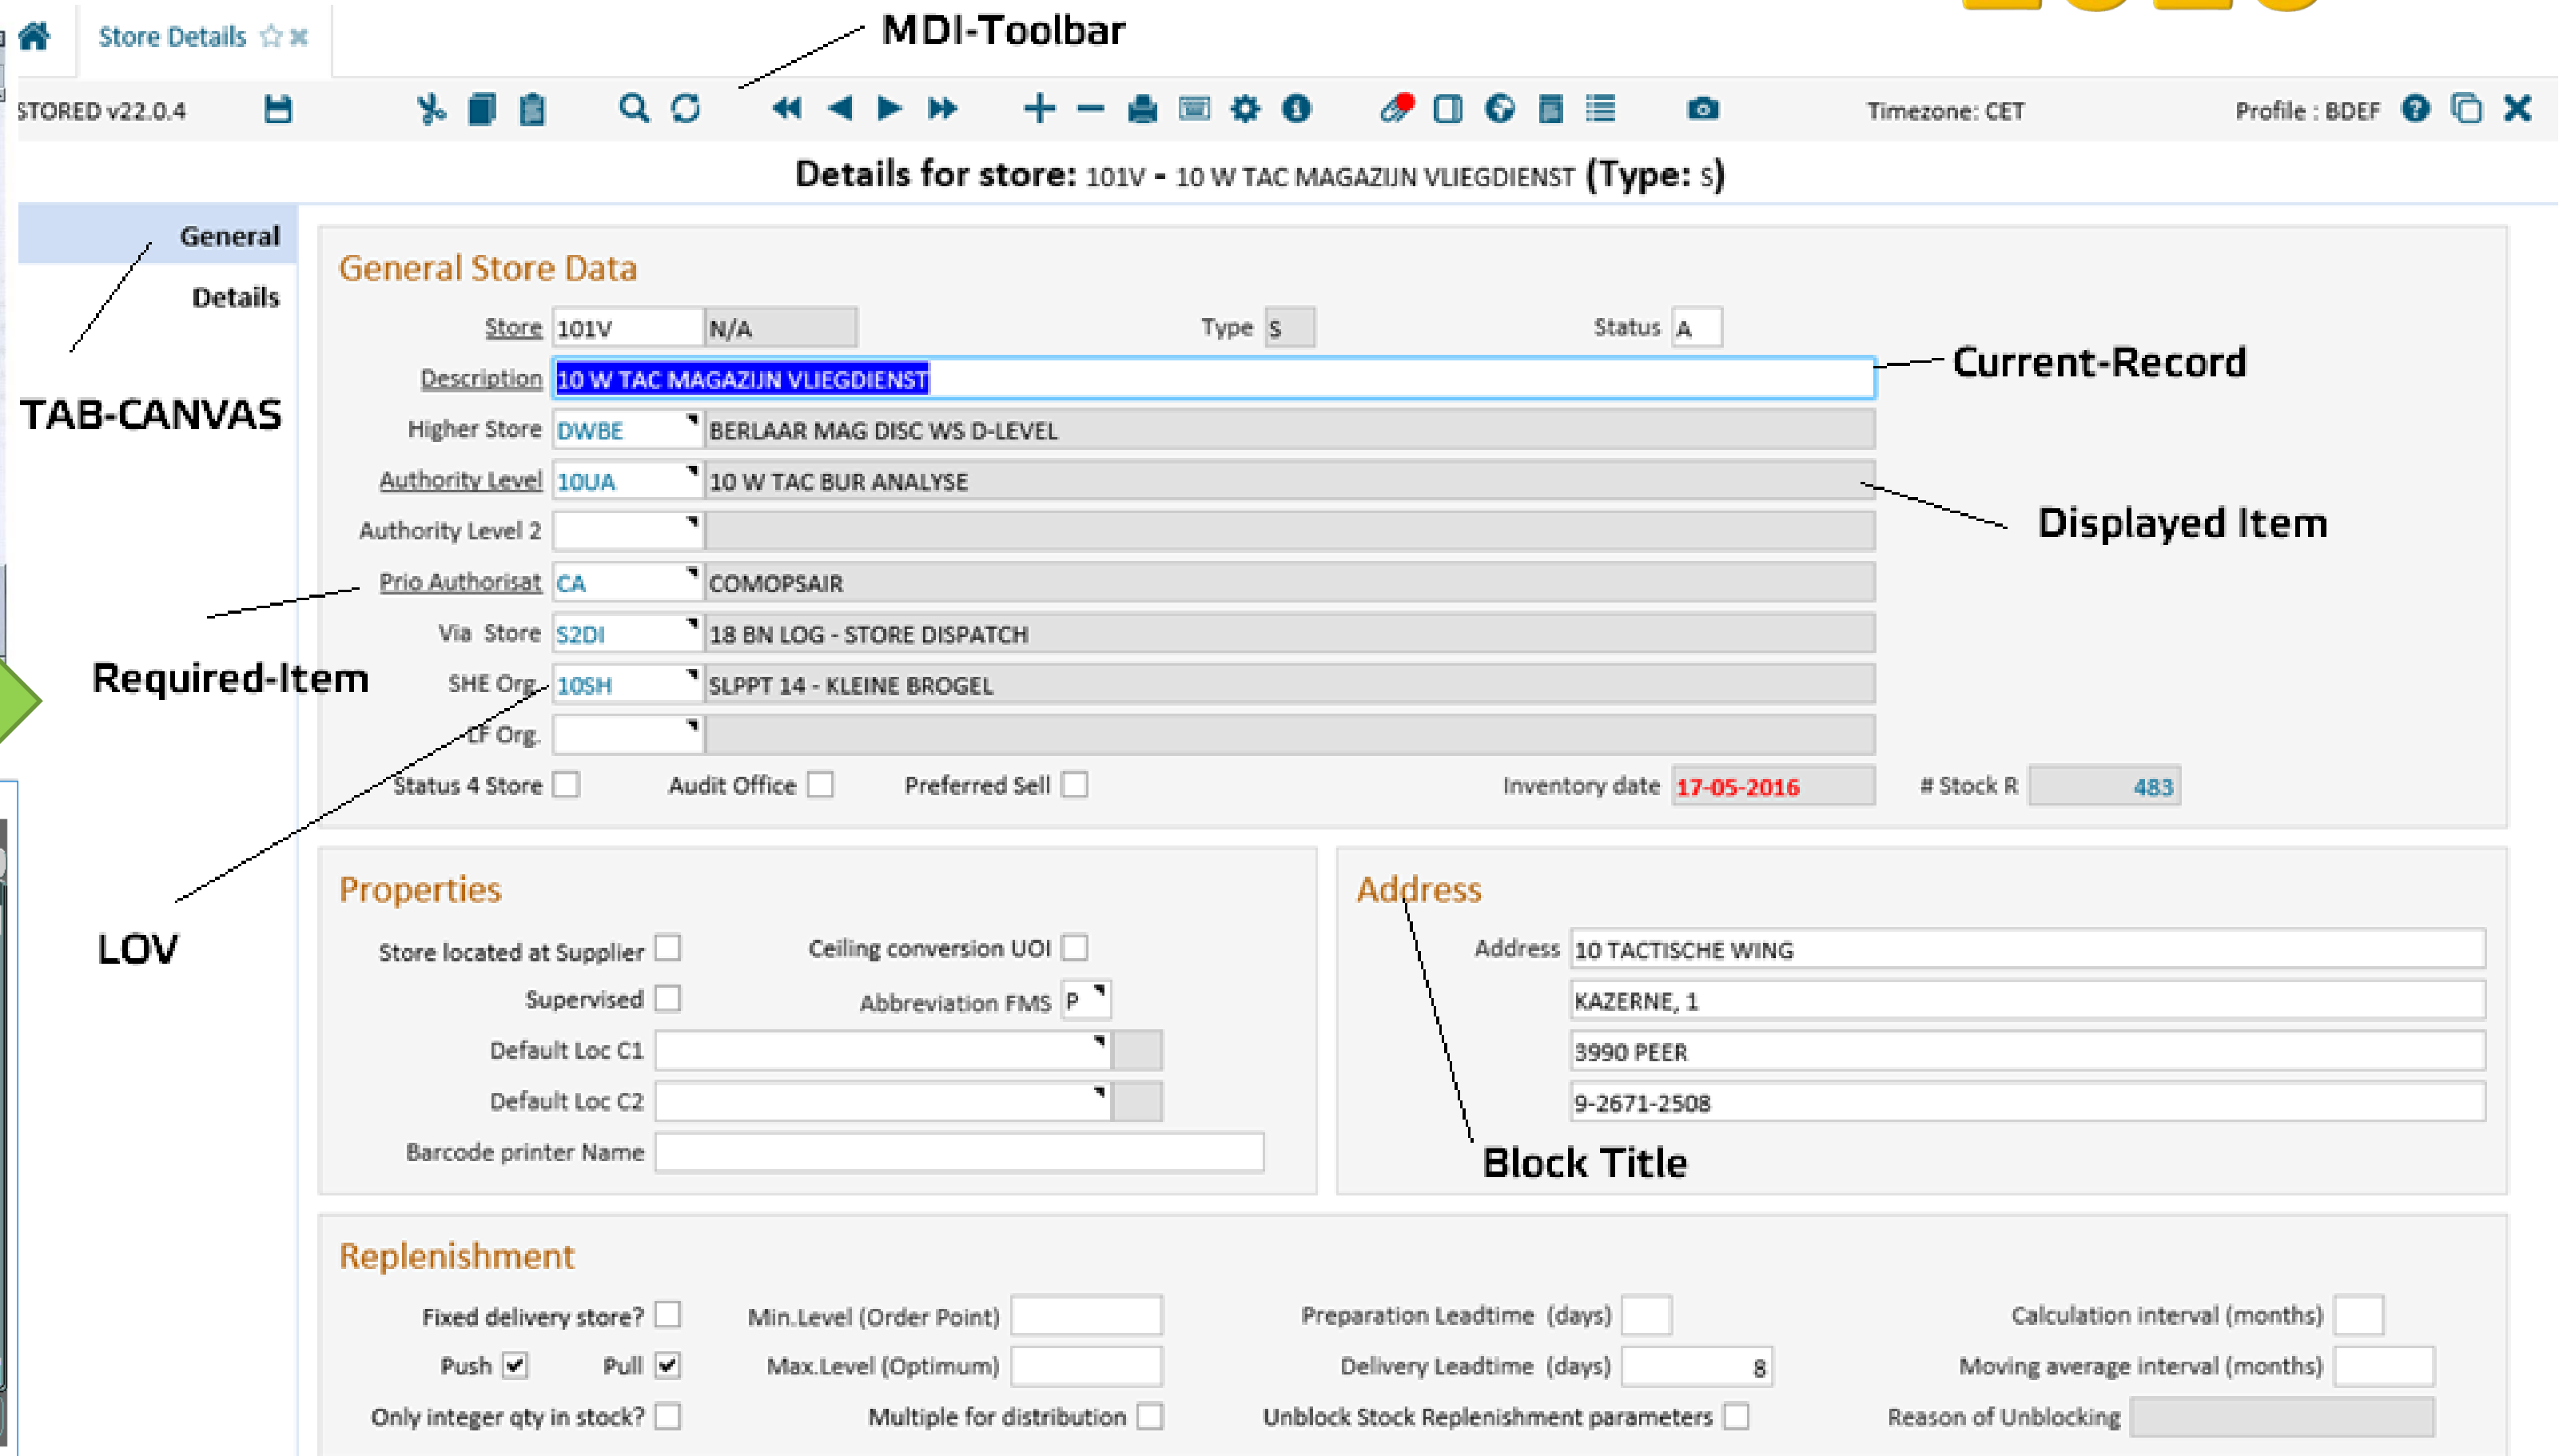 MDI-Toolbar
Store Details
STORED v22.0.4 Timezone: CET Profile : BDEF
Details for store: 101V - 10 W TAC MAGAZIJN VLIEGDIENST (Type: S)
General
Details
TAB-CANVAS
General Store Data
Store 101V N/A Type S Status A
Description 10 W TAC MAGAZIJN VLIEGDIENST
Current-Record
Higher Store DWBE BERLAAR MAG DISC WS D-LEVEL
Authority Level 10UA 10 W TAC BUR ANALYSE
Displayed Item
Authority Level 2
Prio Authorisat CA COMOPSAIR
Via Store S2DI 18 BN LOG - STORE DISPATCH
Required-Item
SHE Org. 10SH SLPPT 14 - KLEINE BROGEL
LF Org.
Status 4 Store Audit Office Preferred Sell Inventory date 17-05-2016 # Stock R 483
LOV
Properties
Store located at Supplier Ceiling conversion UOI
Supervised Abbreviation FMS P
Default Loc C1
Default Loc C2
Barcode printer Name
Address
Address 10 TACTISCHE WING
KAZERNE, 1
3990 PEER
9-2671-2508
Block Title
Replenishment
Fixed delivery store? Min.Level (Order Point) Preparation Leadtime (days) Calculation interval (months)
Push Pull Max.Level (Optimum) Delivery Leadtime (days) 8 Moving average interval (months)
Only integer qty in stock? Multiple for distribution Unblock Stock Replenishment parameters Reason of Unblocking